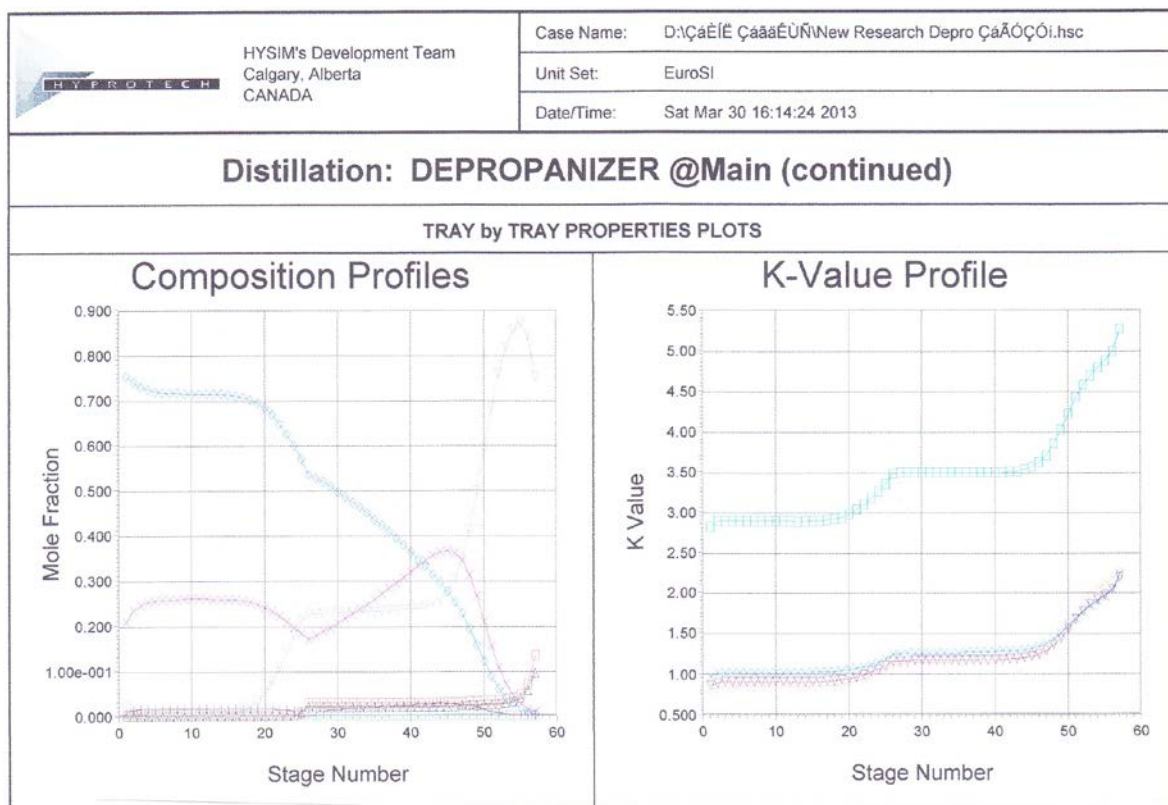 HYPROTECH
HYSIM's Development Team
Calgary, Alberta
CANADA
Case Name: D:\ÇáÈÍË ÇáãäÊÙÑ\New Research Depro ÇáÃÓÇÓí.hsc
Unit Set: EuroSI
Date/Time: Sat Mar 30 16:14:24 2013
Distillation: DEPROPANIZER @Main (continued)
TRAY by TRAY PROPERTIES PLOTS
Composition Profiles
0.900
0.800
0.700
0.600
0.500
0.400
0.300
0.200
1.00e-001
0.000
Mole Fraction
0 10 20 30 40 50 60
Stage Number
K-Value Profile
5.50
5.00
4.50
4.00
3.50
3.00
2.50
2.00
1.50
1.00
0.500
K Value
0 10 20 30 40 50 60
Stage Number